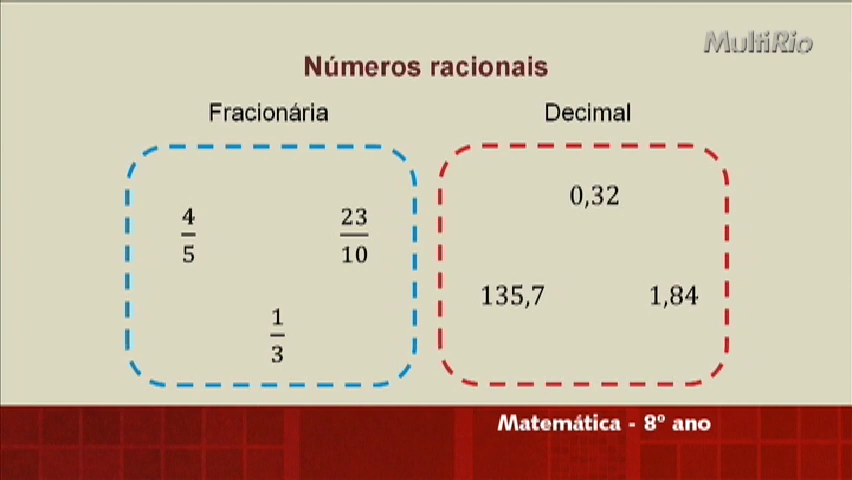 MultiRio
Números racionais
Fracionária
4/5
23/10
1/3
Decimal
0,32
135,7
1,84
Matemática - 8º ano